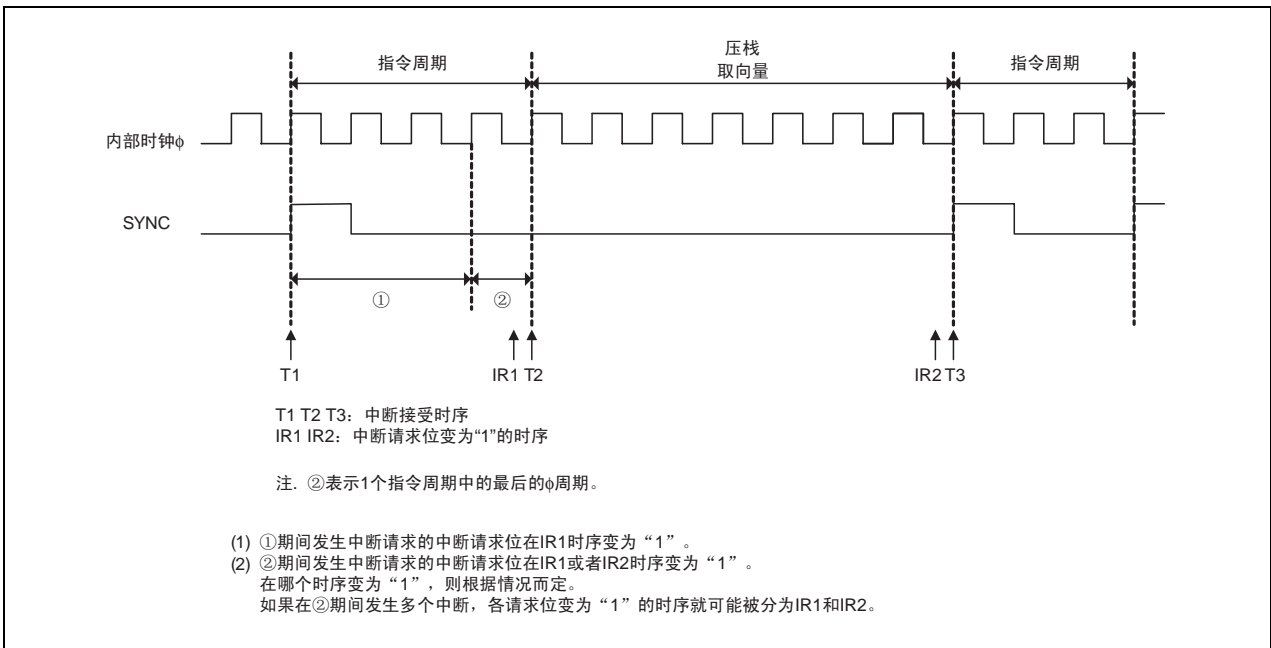 指令周期
压栓
取向量
指令周期
内部时钟ϕ
SYNC
①
②
T1
IR1 T2
IR2 T3
T1 T2 T3：中断接受时序
IR1 IR2：中断请求位变为“1”的时序
注. ②表示1个指令周期中的最后的ϕ周期。
(1) ①期间发生中断请求的中断请求位在IR1时序变为“1”。
(2) ②期间发生中断请求的中断请求位在IR1或者IR2时序变为“1”。
在哪个时序变为“1”，则根据情况而定。
如果在②期间发生多个中断，各请求位变为“1”的时序就可能被分为IR1和IR2。